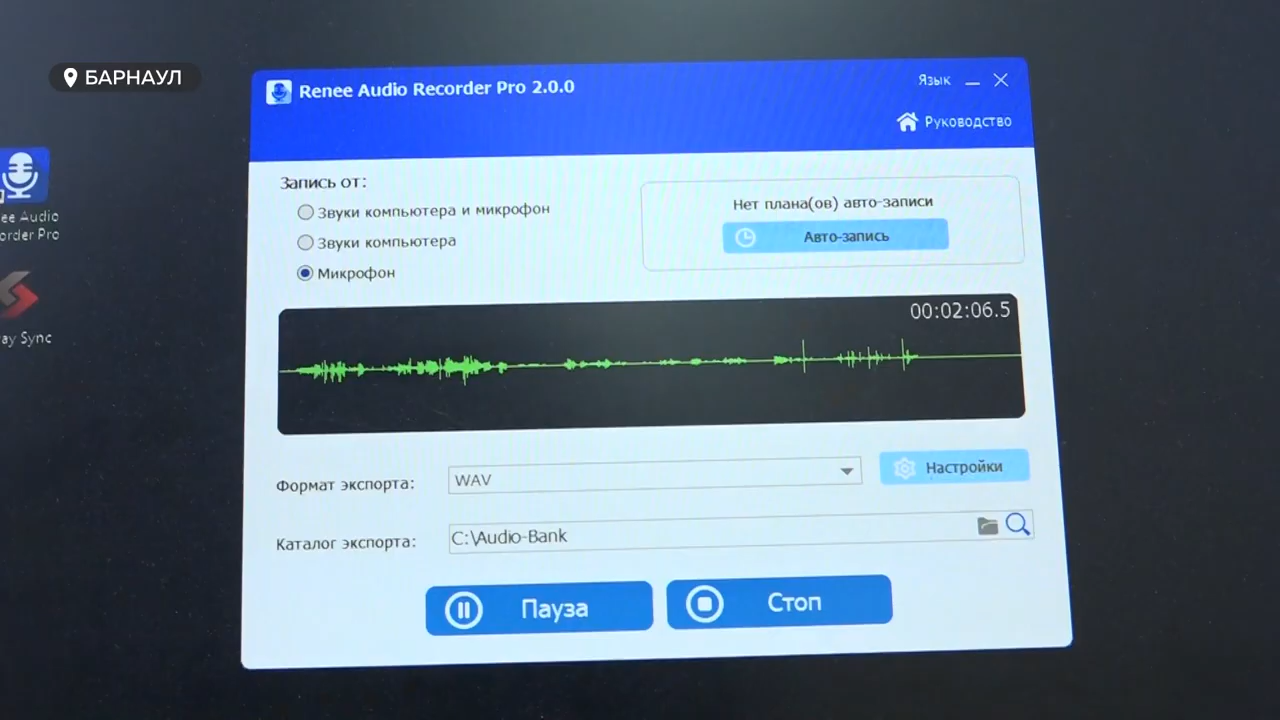 БАРНАУЛ
Renee Audio Recorder Pro 2.0.0
Язык
Руководство
Запись от:
Звуки компьютера и микрофон
Звуки компьютера
Микрофон
Нет плана(ов) авто-записи
Авто-запись
ee Audio
order Pro
ay Sync
00:02:06.5
Формат экспорта:
WAV
Настройки
Каталог экспорта:
C:\Audio-Bank
Пауза
Стоп